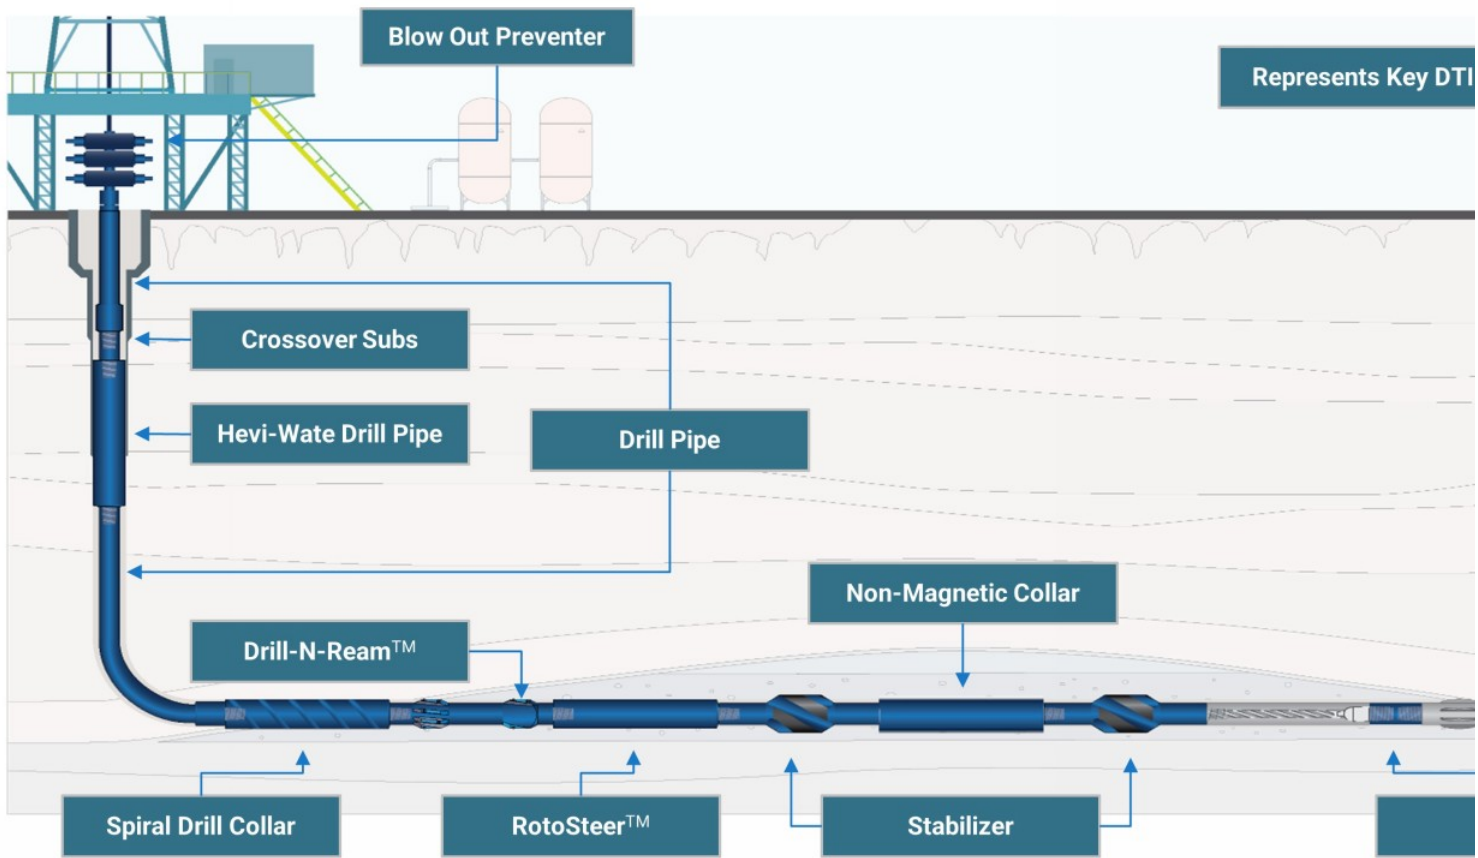 Blow Out Preventer
Represents Key DTI
Crossover Subs
Hevi-Wate Drill Pipe
Drill Pipe
Non-Magnetic Collar
Drill-N-Ream™
Spiral Drill Collar
RotoSteer™
Stabilizer